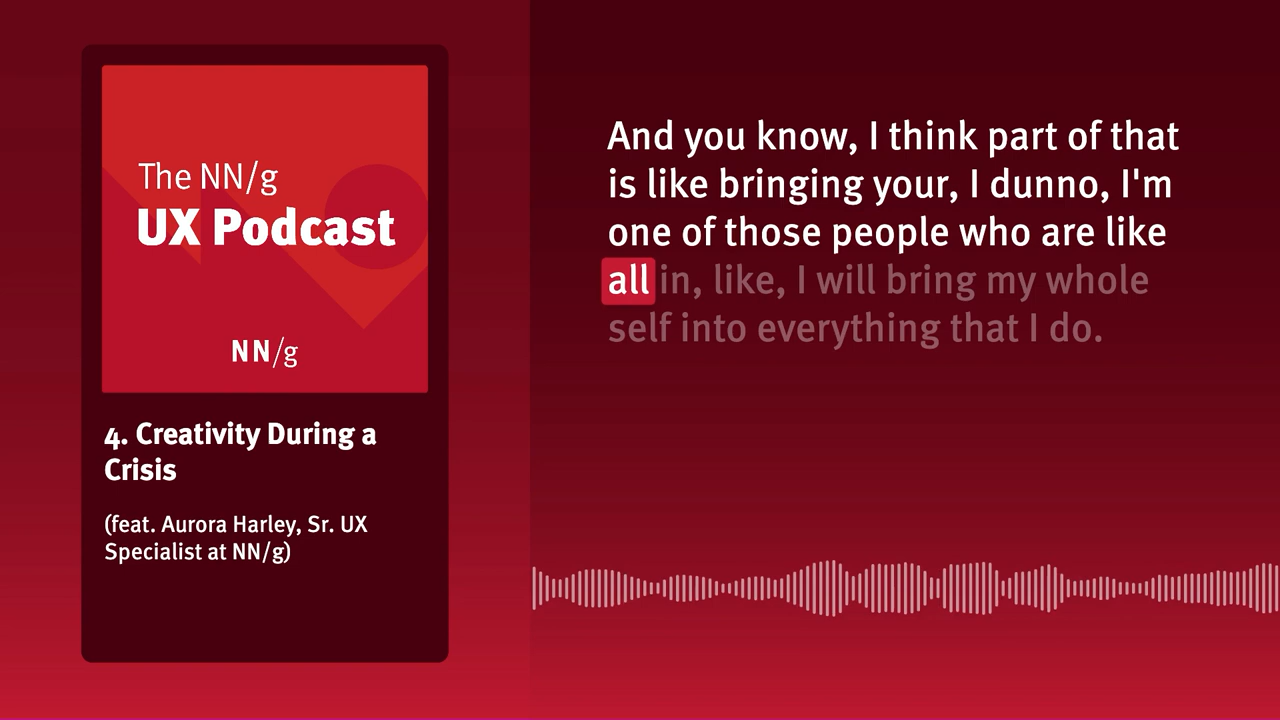 The NN/g
UX Podcast
NN/g
4. Creativity During a
Crisis
(feat. Aurora Harley, Sr. UX
Specialist at NN/g)
And you know, I think part of that
is like bringing your, I dunno, I'm
one of those people who are like
all in, like, I will bring my whole
self into everything that I do.